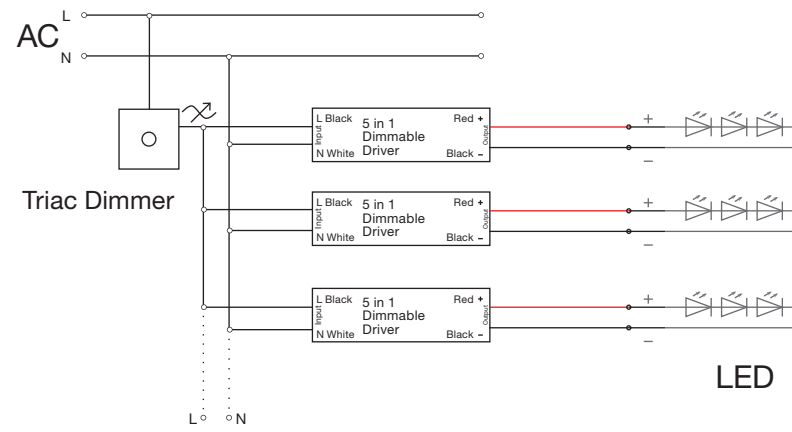 L
AC
N
Triac Dimmer
L Black
5 in 1
Dimmable
Driver
Input
N White
Red +
Output
Black –
+
–
L Black
5 in 1
Dimmable
Driver
Input
N White
Red +
Output
Black –
+
–
L Black
5 in 1
Dimmable
Driver
Input
N White
Red +
Output
Black –
+
–
LED
L
N